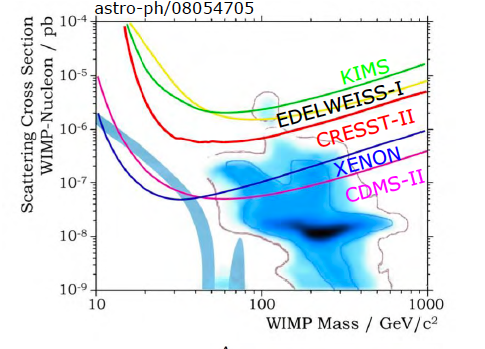 astro-ph/08054705
Scattering Cross Section
WIMP-Nucleon / pb
10-4
10-5
10-6
10-7
10-8
10-9
KIMS
EDELWEISS-I
CRESST-II
XENON
CDMS-II
10
100
1000
WIMP Mass / GeV/c2